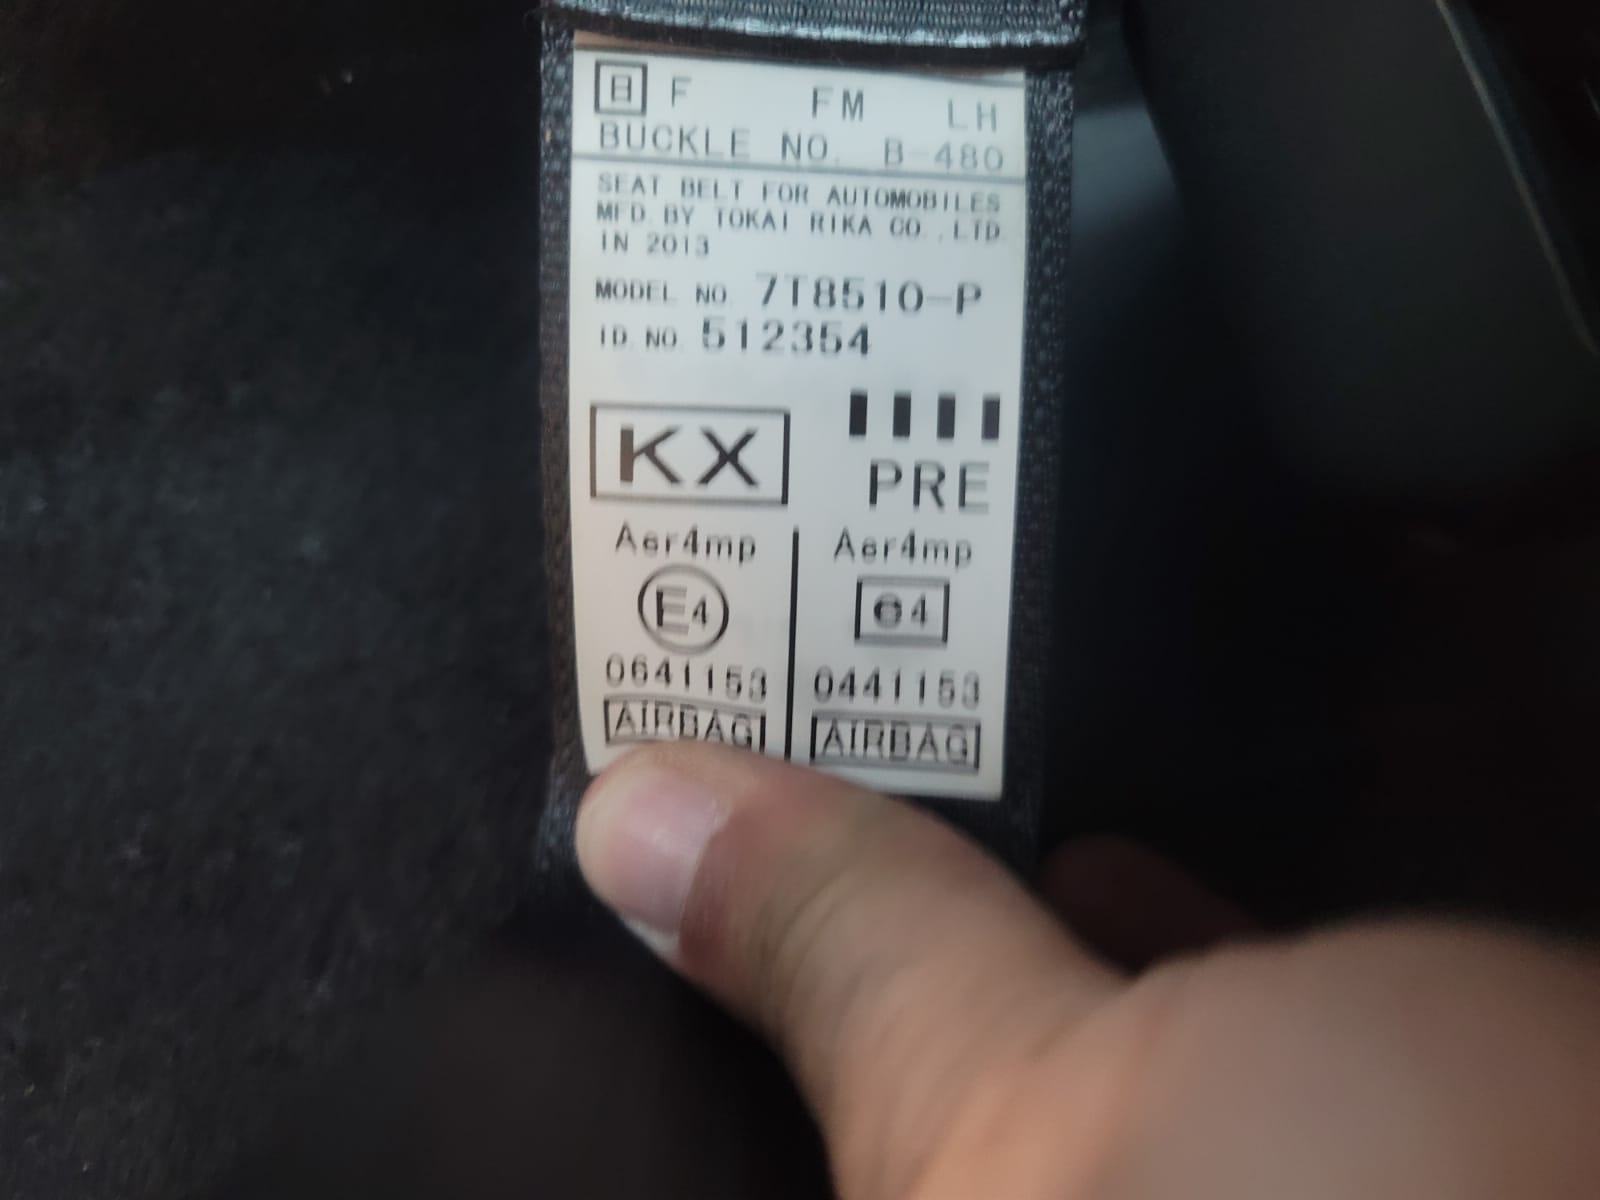 B F FM LH
BUCKLE NO. B-480
SEAT BELT FOR AUTOMOBILES
MFD. BY TOKAI RIKA CO.,LTD.
IN 2013
MODEL NO. 7T8510-P
ID. NO. 512354
KX
PRE
Aer4mp Aer4mp
E4 e4
0641153 0441153
AIRBAG AIRBAG